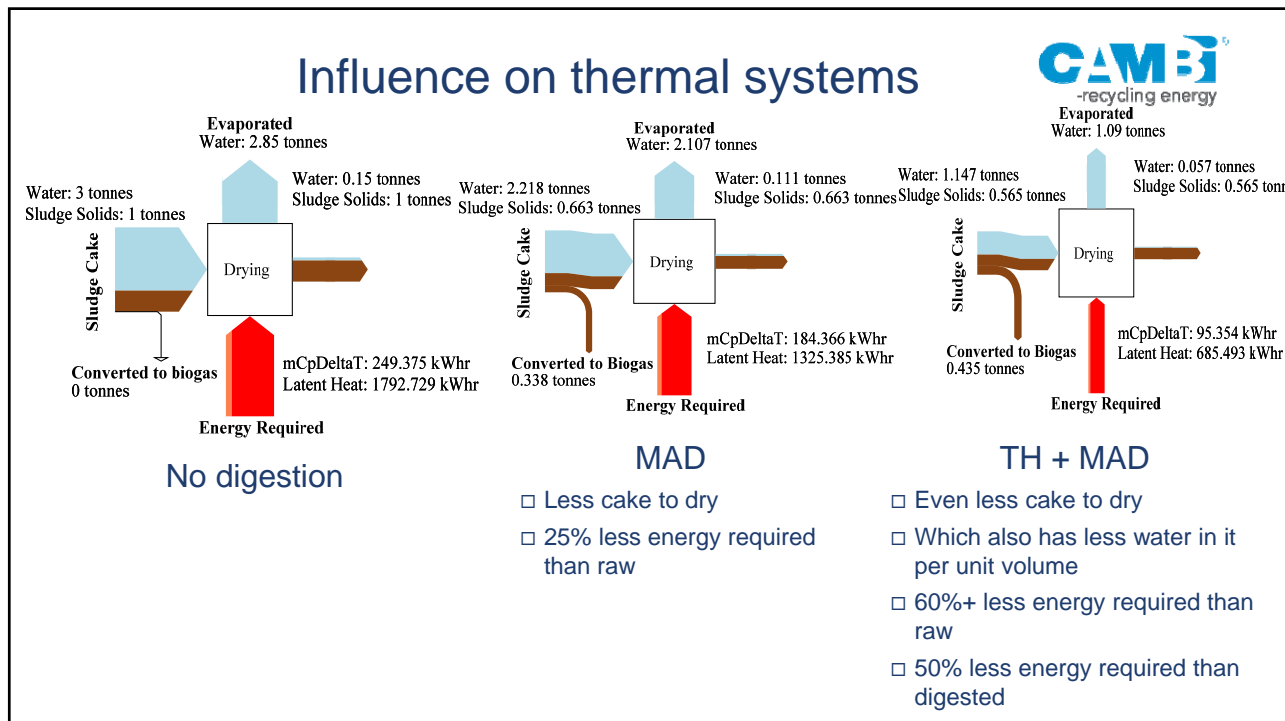 Influence on thermal systems
CAMBI®
-recycling energy
Evaporated
Water: 2.85 tonnes
Water: 3 tonnes
Sludge Solids: 1 tonnes
Water: 0.15 tonnes
Sludge Solids: 1 tonnes
Sludge Cake
Drying
Converted to biogas
0 tonnes
mCpDeltaT: 249.375 kWhr
Latent Heat: 1792.729 kWhr
Energy Required
No digestion
Evaporated
Water: 2.107 tonnes
Water: 2.218 tonnes
Sludge Solids: 0.663 tonnes
Water: 0.111 tonnes
Sludge Solids: 0.663 tonnes
Sludge Cake
Drying
Converted to Biogas
0.338 tonnes
mCpDeltaT: 184.366 kWhr
Latent Heat: 1325.385 kWhr
Energy Required
MAD
□ Less cake to dry
□ 25% less energy required
than raw
Evaporated
Water: 1.09 tonnes
Water: 1.147 tonnes
Sludge Solids: 0.565 tonnes
Water: 0.057 tonnes
Sludge Solids: 0.565 tonn
Sludge Cake
Drying
Converted to Biogas
0.435 tonnes
mCpDeltaT: 95.354 kWhr
Latent Heat: 685.493 kWhr
Energy Required
TH + MAD
□ Even less cake to dry
□ Which also has less water in it
per unit volume
□ 60%+ less energy required than
raw
□ 50% less energy required than
digested